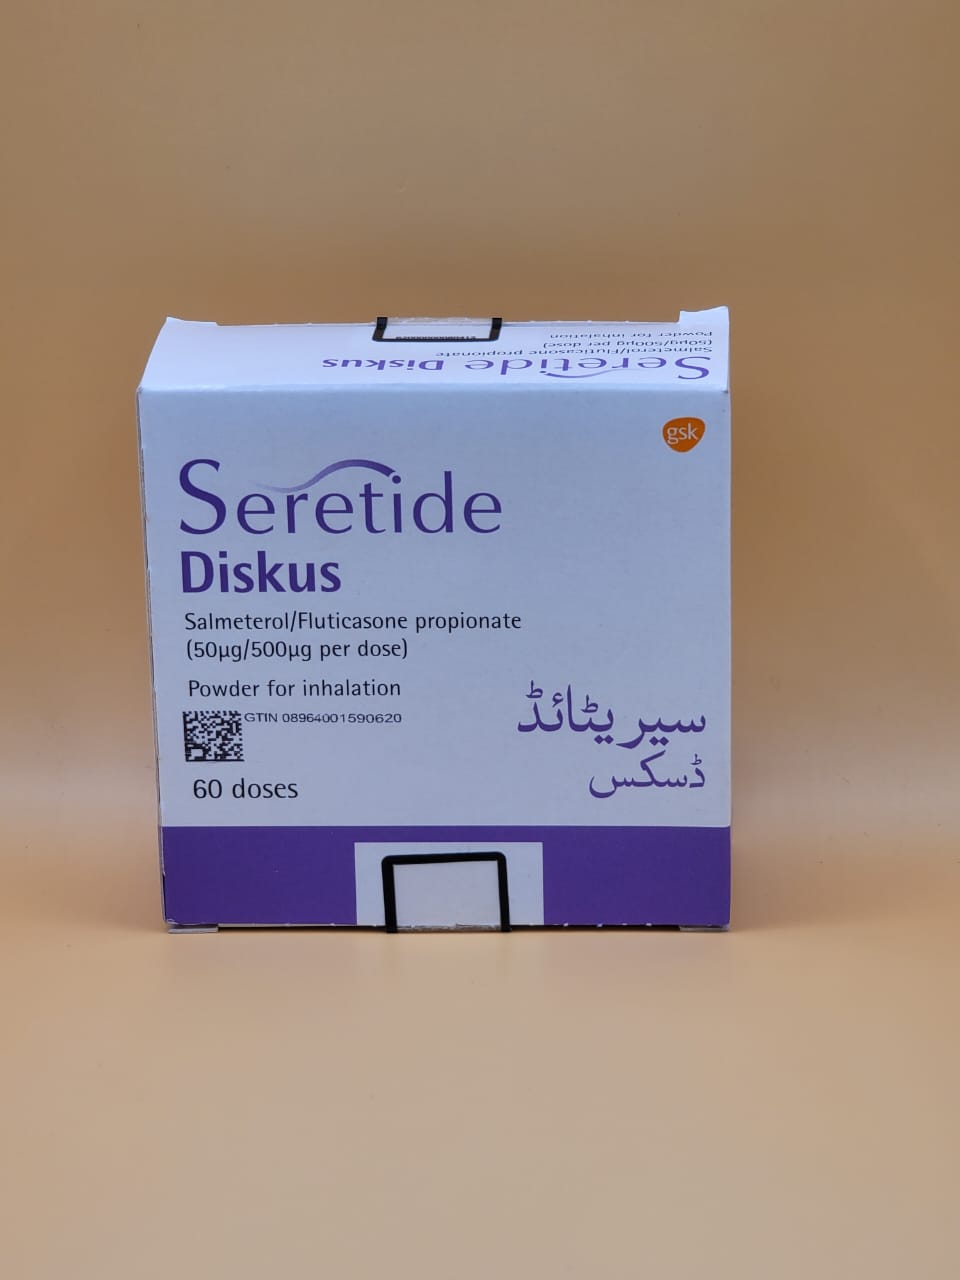 Seretide Diskus
Salmeterol/Fluticasone propionate
(50µg/500µg per dose)
Powder for inhalation
gsk
Seretide
Diskus
Salmeterol/Fluticasone propionate
(50µg/500µg per dose)
Powder for inhalation
GTIN 08964001590620
60 doses
سیریٹائڈ
ڈسکس